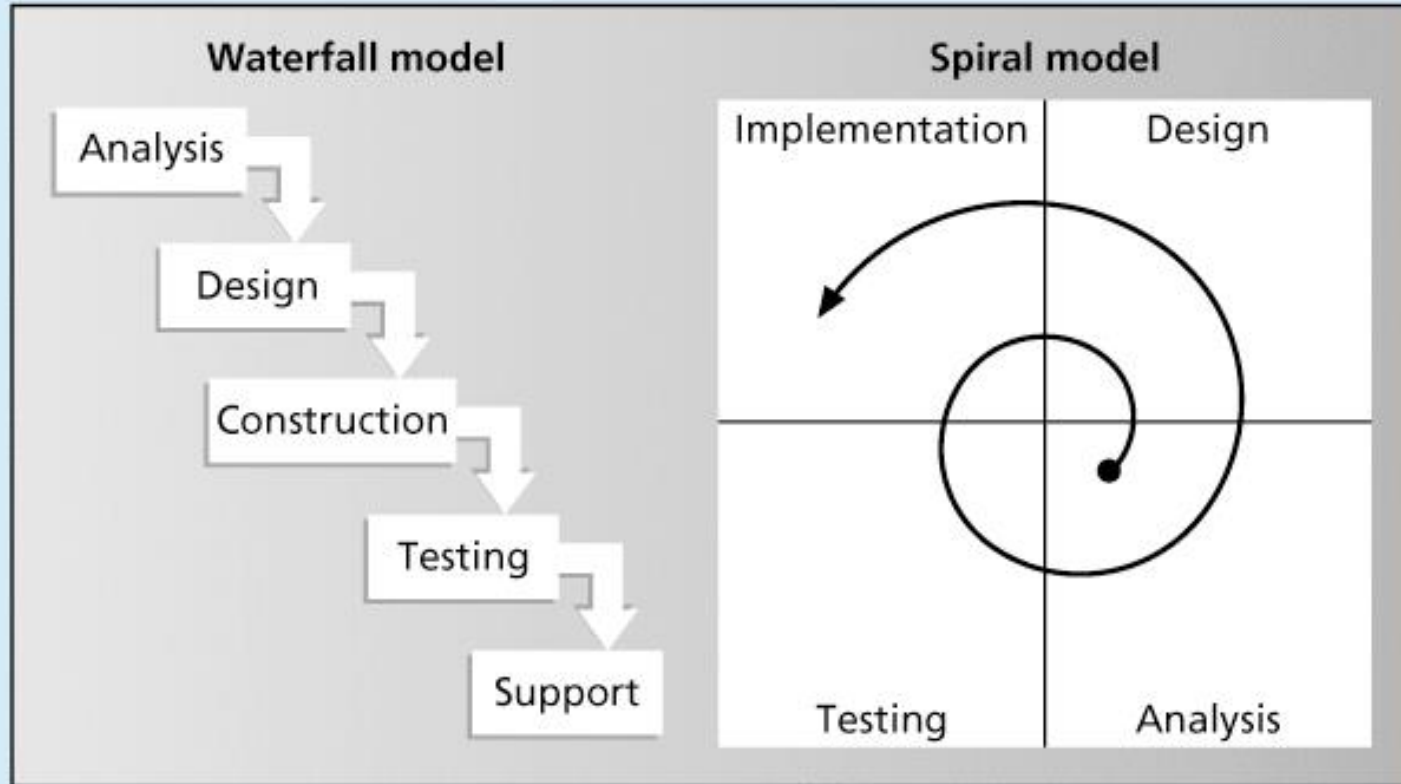 Waterfall model
Analysis
Design
Construction
Testing
Support
Spiral model
Implementation
Design
Testing
Analysis